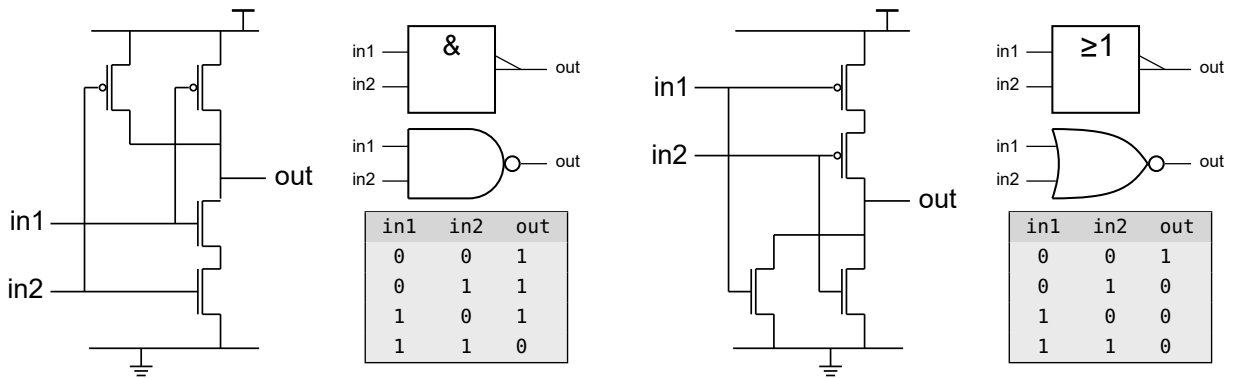 in1
in2
out
&
in1
in2
out
in1
in2
out
in1 in2 out
0 0 1
0 1 1
1 0 1
1 1 0
in1
in2
out
≥1
in1
in2
out
in1
in2
out
in1 in2 out
0 0 1
0 1 0
1 0 0
1 1 0